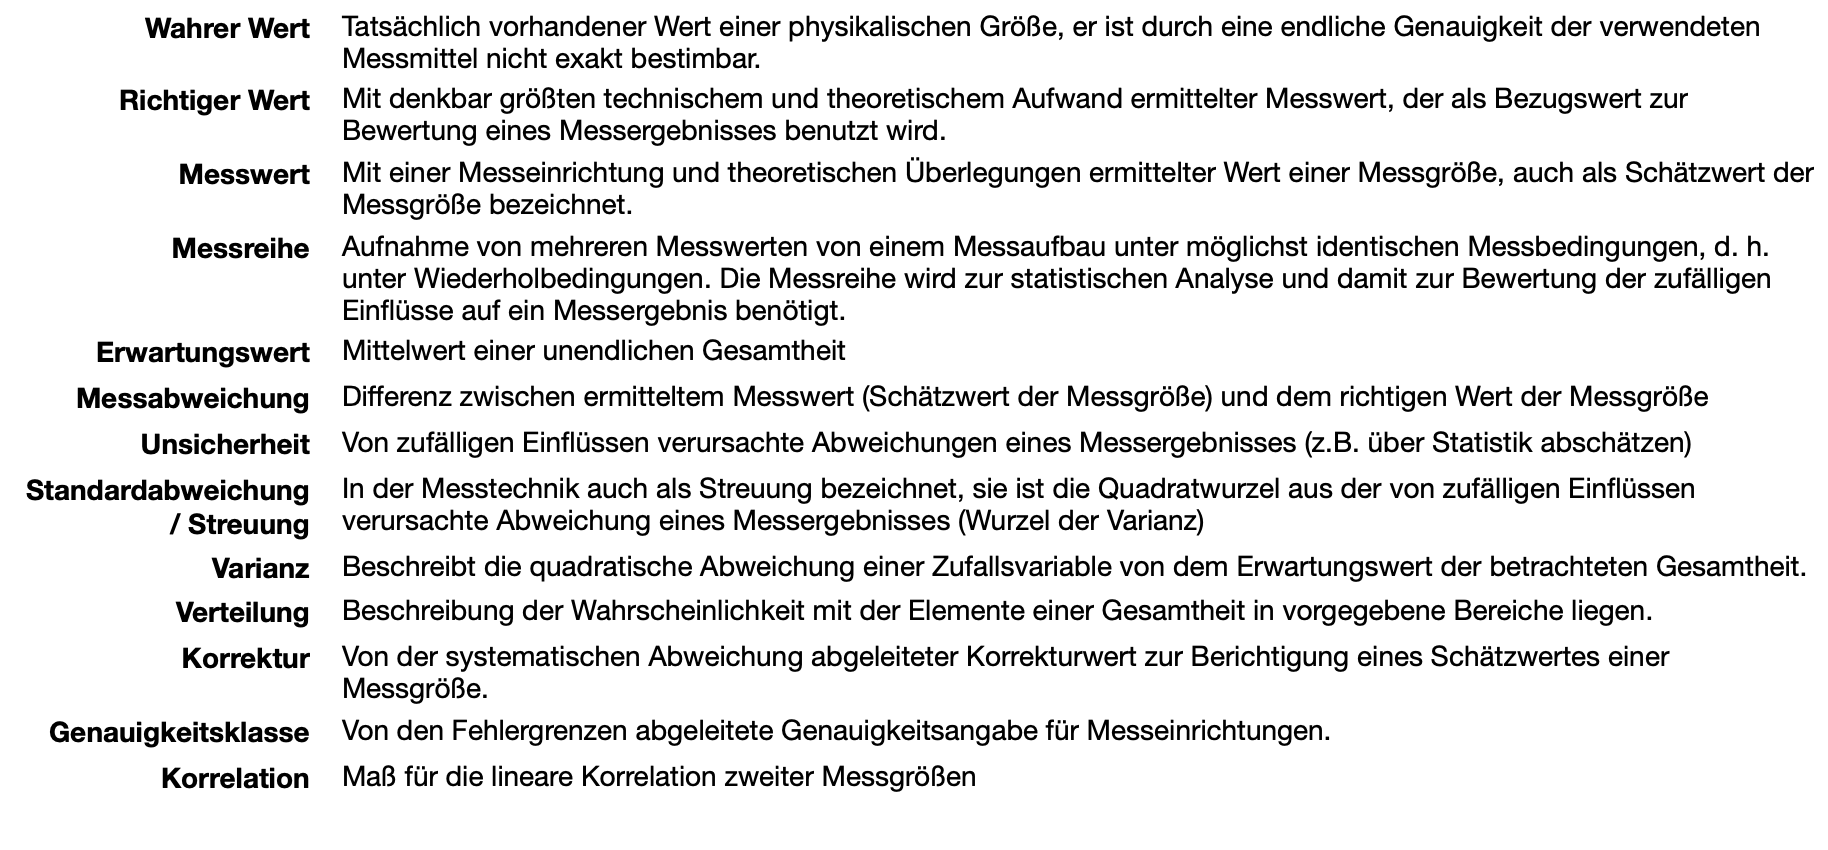 Wahrer Wert Tatsächlich vorhandener Wert einer physikalischen Größe, er ist durch eine endliche Genauigkeit der verwendeten
Messmittel nicht exakt bestimbar.
Richtiger Wert Mit denkbar größten technischem und theoretischem Aufwand ermittelter Messwert, der als Bezugswert zur
Bewertung eines Messergebnisses benutzt wird.
Messwert Mit einer Messeinrichtung und theoretischen Überlegungen ermittelter Wert einer Messgröße, auch als Schätzwert der
Messgröße bezeichnet.
Messreihe Aufnahme von mehreren Messwerten von einem Messaufbau unter möglichst identischen Messbedingungen, d. h.
unter Wiederholbedingungen. Die Messreihe wird zur statistischen Analyse und damit zur Bewertung der zufälligen
Einflüsse auf ein Messergebnis benötigt.
Erwartungswert Mittelwert einer unendlichen Gesamtheit
Messabweichung Differenz zwischen ermitteltem Messwert (Schätzwert der Messgröße) und dem richtigen Wert der Messgröße
Unsicherheit Von zufälligen Einflüssen verursachte Abweichungen eines Messergebnisses (z.B. über Statistik abschätzen)
Standardabweichung In der Messtechnik auch als Streuung bezeichnet, sie ist die Quadratwurzel aus der von zufälligen Einflüssen
/ Streuung verursachte Abweichung eines Messergebnisses (Wurzel der Varianz)
Varianz Beschreibt die quadratische Abweichung einer Zufallsvariable von dem Erwartungswert der betrachteten Gesamtheit.
Verteilung Beschreibung der Wahrscheinlichkeit mit der Elemente einer Gesamtheit in vorgegebene Bereiche liegen.
Korrektur Von der systematischen Abweichung abgeleiteter Korrekturwert zur Berichtigung eines Schätzwertes einer
Messgröße.
Genauigkeitsklasse Von den Fehlergrenzen abgeleitete Genauigkeitsangabe für Messeinrichtungen.
Korrelation Maß für die lineare Korrelation zweiter Messgrößen